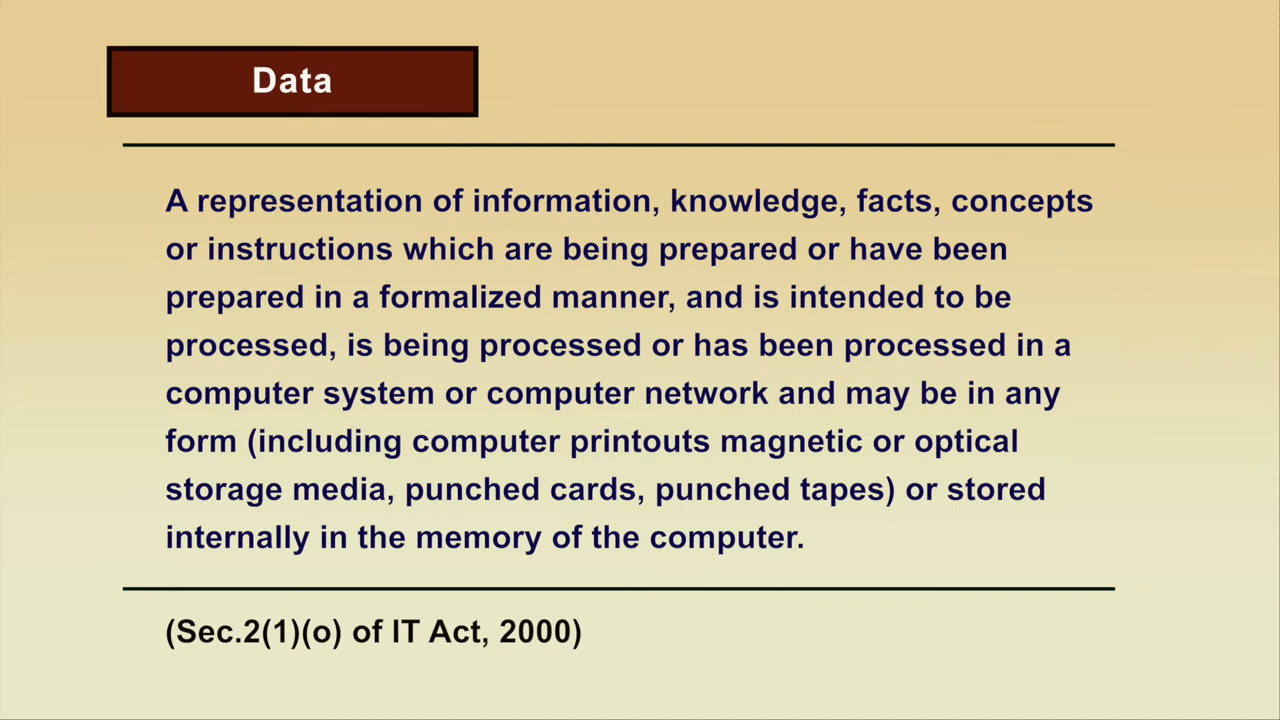 Data
A representation of information, knowledge, facts, concepts
or instructions which are being prepared or have been
prepared in a formalized manner, and is intended to be
processed, is being processed or has been processed in a
computer system or computer network and may be in any
form (including computer printouts magnetic or optical
storage media, punched cards, punched tapes) or stored
internally in the memory of the computer.
(Sec.2(1)(o) of IT Act, 2000)